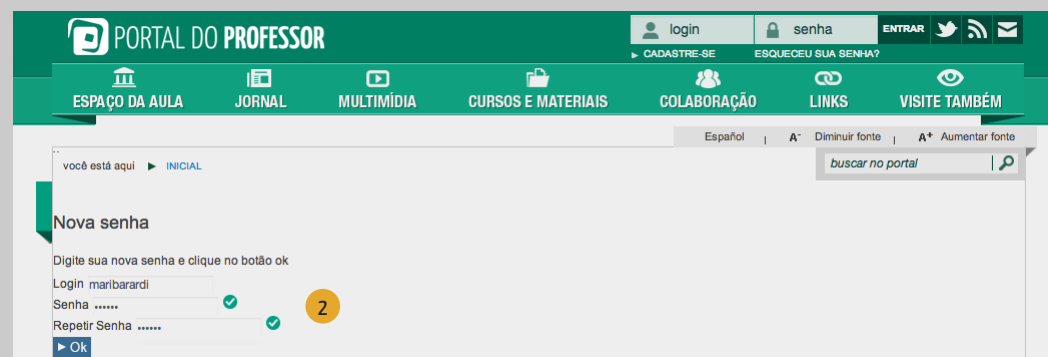 PORTAL DO PROFESSOR
login senha ENTRAR
► CADASTRE-SE ESQUECEU SUA SENHA?
ESPAÇO DA AULA JORNAL MULTIMÍDIA CURSOS E MATERIAIS COLABORAÇÃO LINKS VISITE TAMBÉM
Español | A- Diminuir fonte | A+ Aumentar fonte
você está aqui ► INICIAL
buscar no portal
Nova senha
Digite sua nova senha e clique no botão ok
Login maribarardi
Senha ••••••
2
Repetir Senha ••••••
► Ok